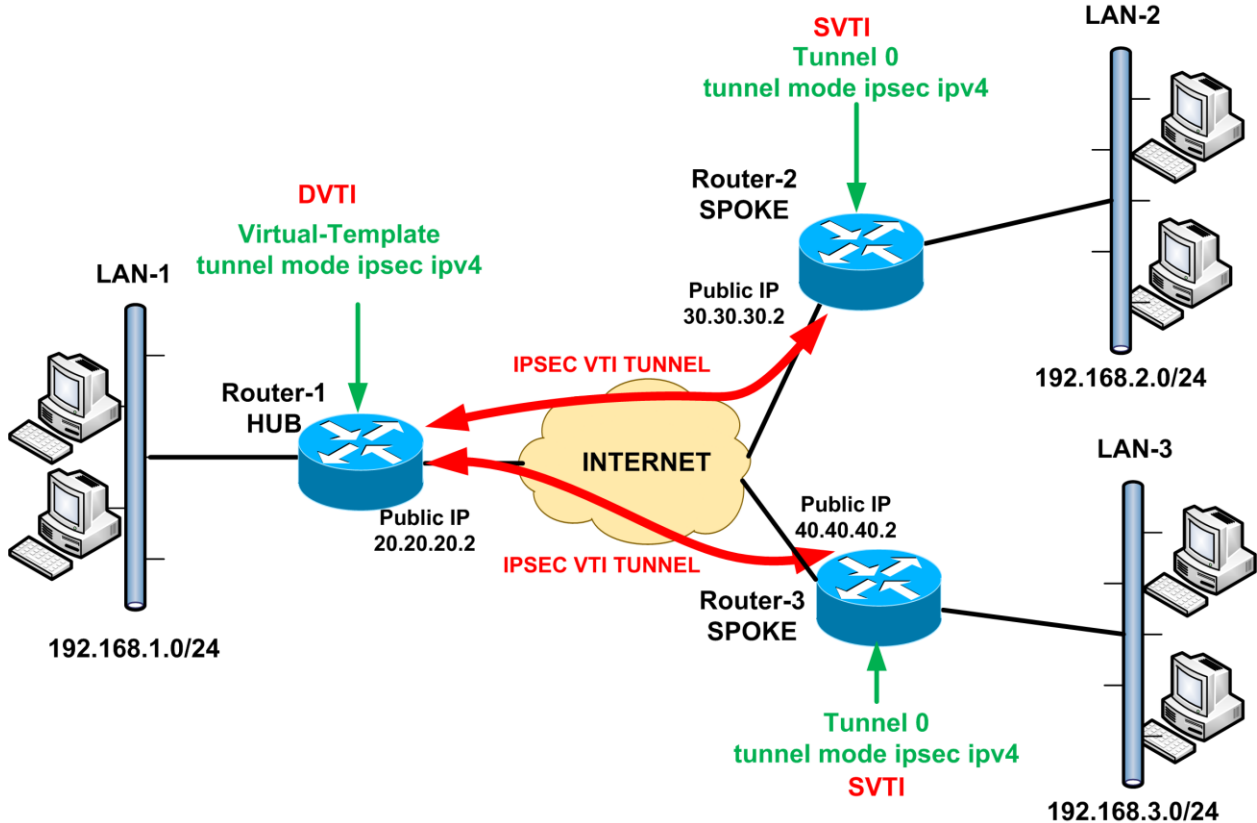 LAN-1
192.168.1.0/24
DVTI
Virtual-Template
tunnel mode ipsec ipv4
Router-1
HUB
Public IP
20.20.20.2
IPSEC VTI TUNNEL
INTERNET
IPSEC VTI TUNNEL
SVTI
Tunnel 0
tunnel mode ipsec ipv4
Router-2
SPOKE
Public IP
30.30.30.2
LAN-2
192.168.2.0/24
Public IP
40.40.40.2
Router-3
SPOKE
Tunnel 0
tunnel mode ipsec ipv4
SVTI
LAN-3
192.168.3.0/24